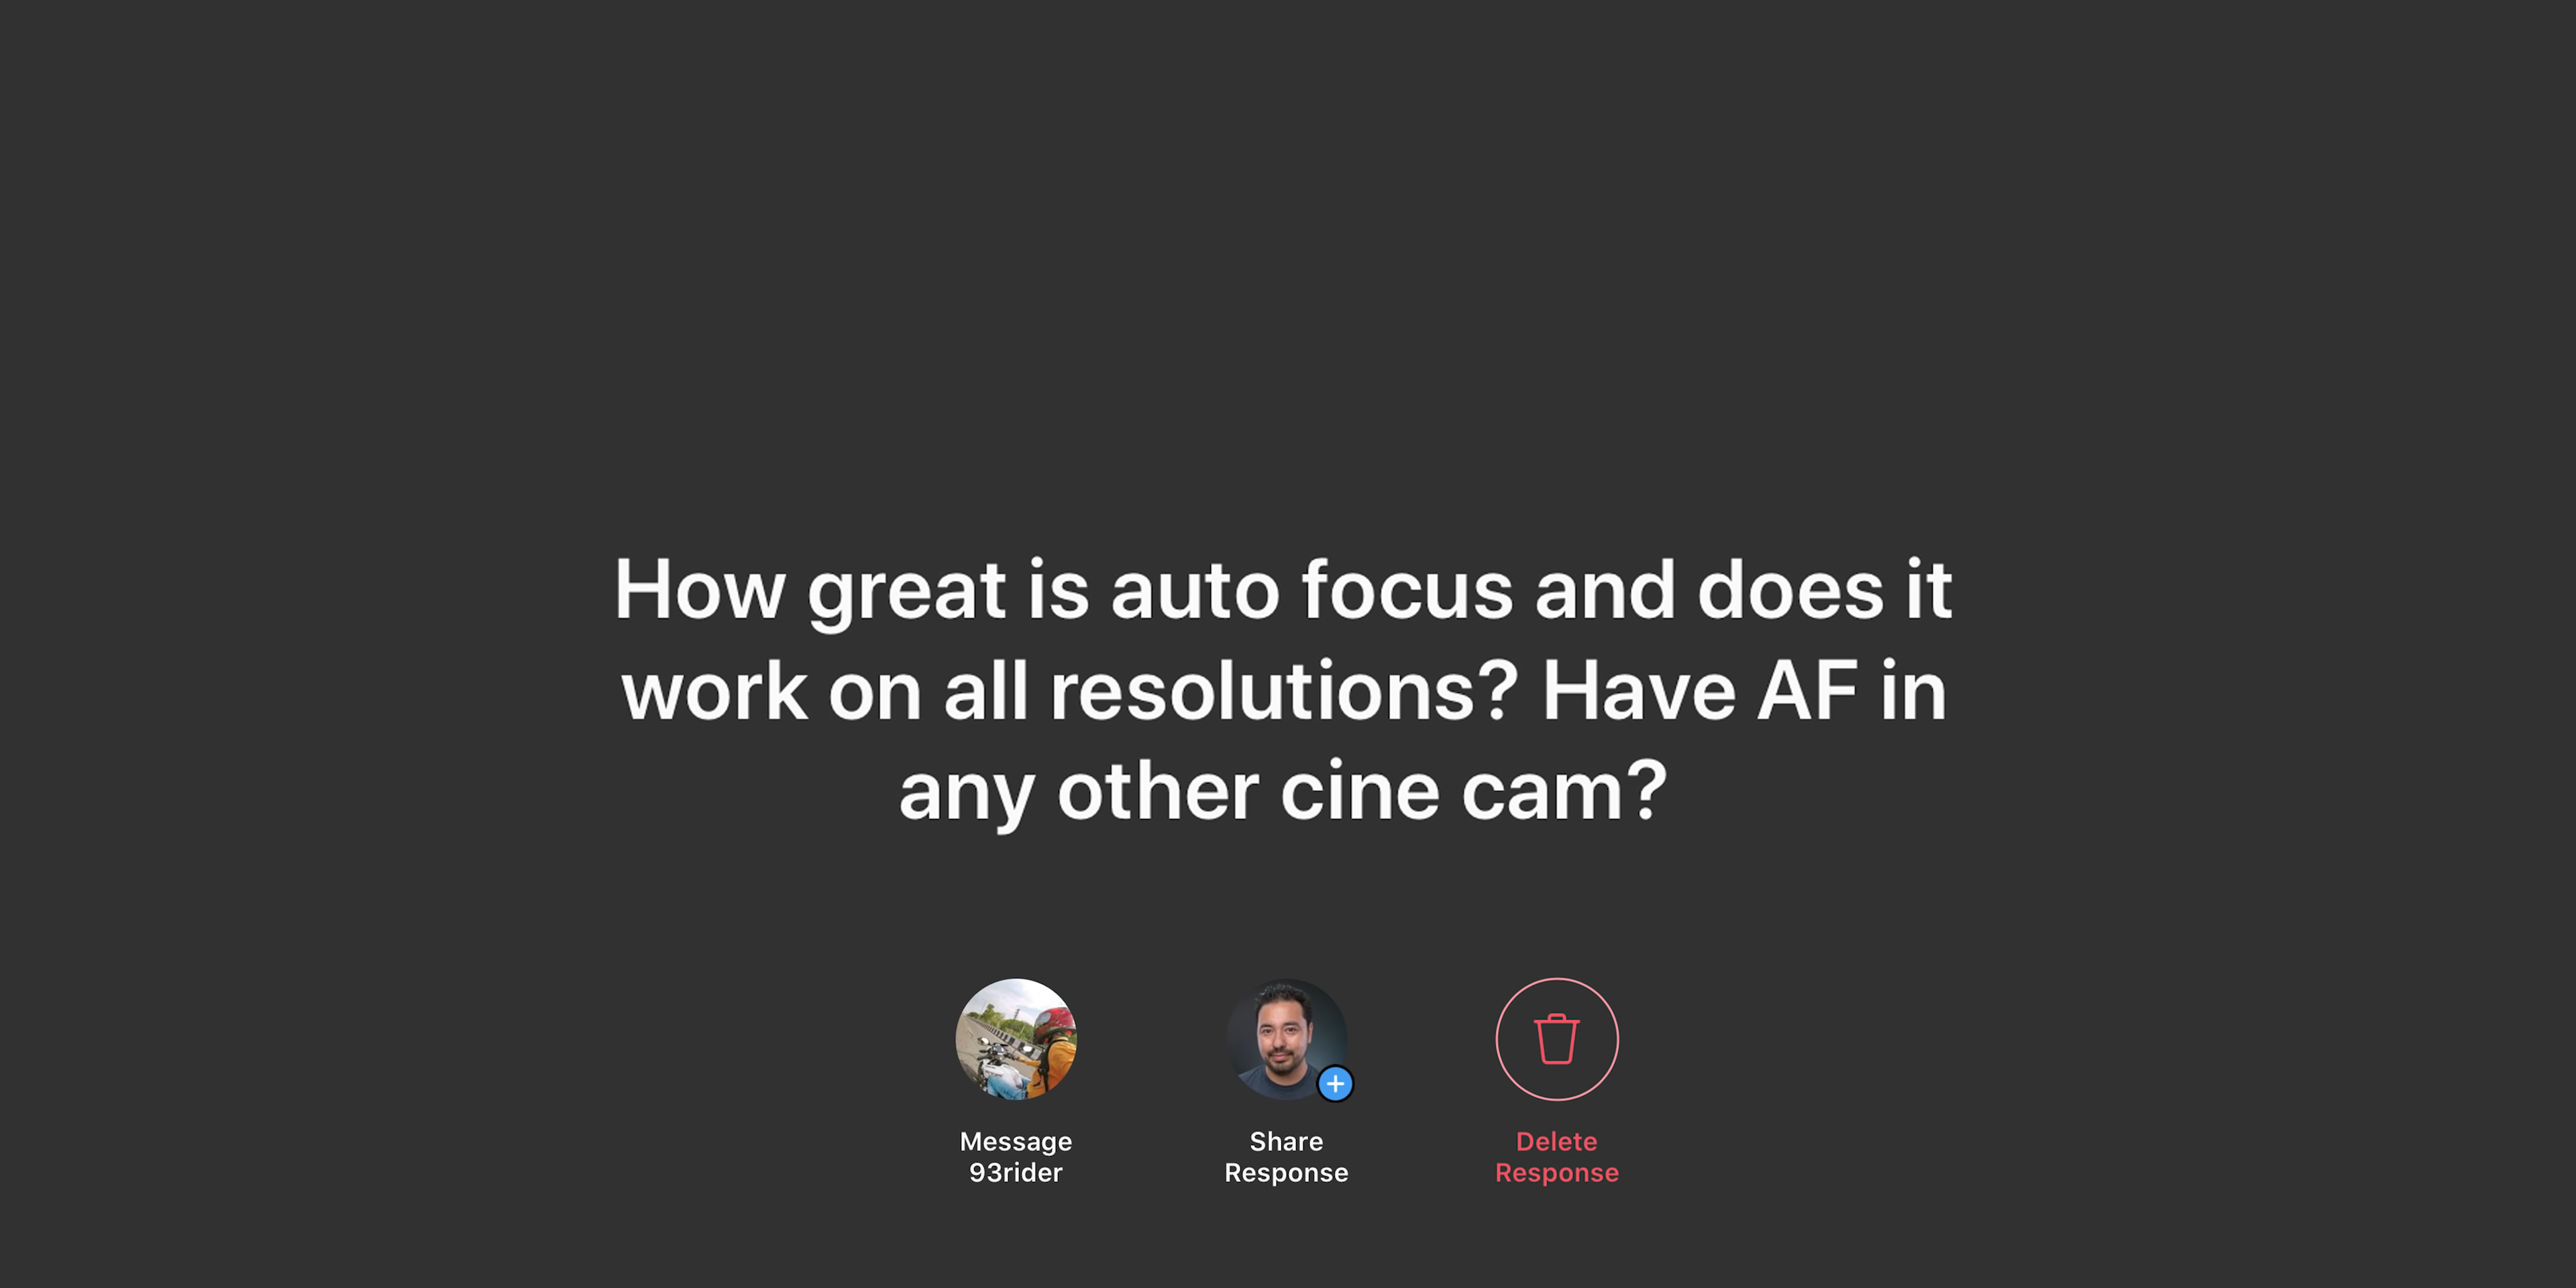 How great is auto focus and does it
work on all resolutions? Have AF in
any other cine cam?
Message
93rider
Share
Response
Delete
Response